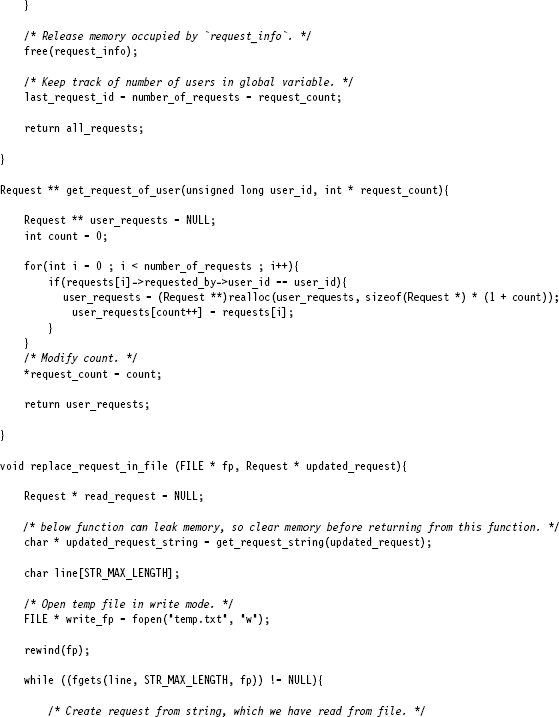 }
/* Release memory occupied by `request_info`. */
free(request_info);
/* Keep track of number of users in global variable. */
last_request_id = number_of_requests = request_count;
return all_requests;
}
Request ** get_request_of_user(unsigned long user_id, int * request_count){
Request ** user_requests = NULL;
int count = 0;
for(int i = 0 ; i < number_of_requests ; i++){
if(requests[i]->requested_by->user_id == user_id){
user_requests = (Request **)realloc(user_requests, sizeof(Request *) * (1 + count));
user_requests[count++] = requests[i];
}
}
/* Modify count. */
*request_count = count;
return user_requests;
}
void replace_request_in_file (FILE * fp, Request * updated_request){
Request * read_request = NULL;
/* below function can leak memory, so clear memory before returning from this function. */
char * updated_request_string = get_request_string(updated_request);
char line[STR_MAX_LENGTH];
/* Open temp file in write mode. */
FILE * write_fp = fopen("temp.txt", "w");
rewind(fp);
while ((fgets(line, STR_MAX_LENGTH, fp)) != NULL){
/* Create request from string, which we have read from file. */